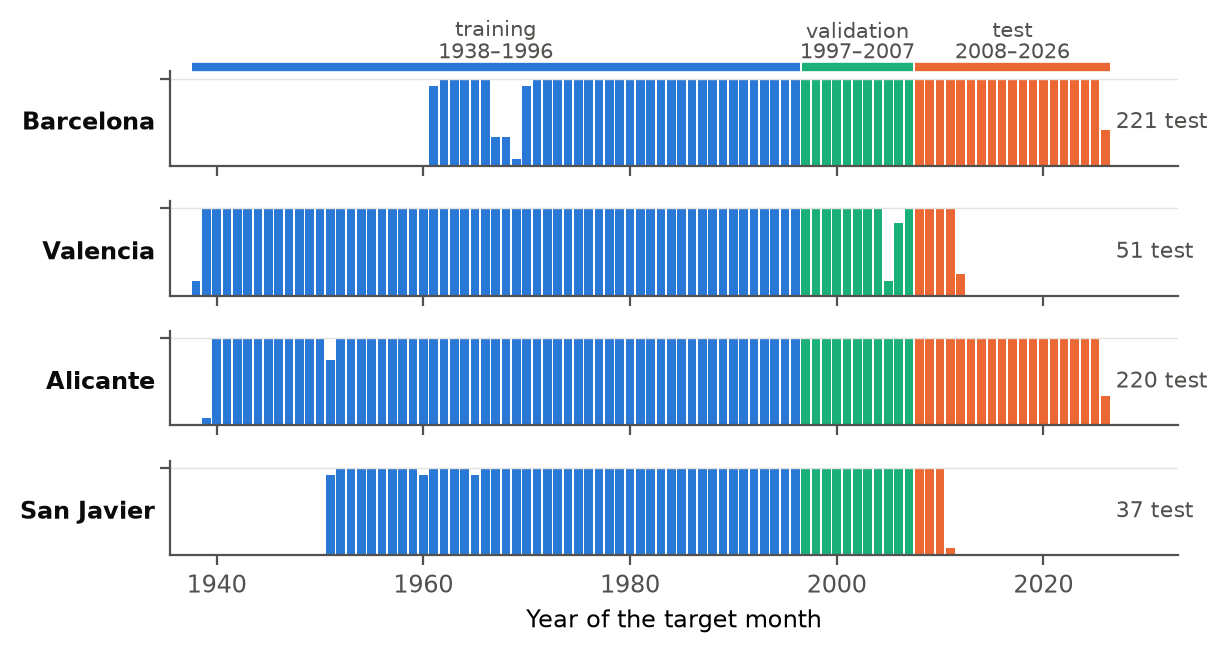 training
1938–1996
validation
1997–2007
test
2008–2026
Barcelona
221 test
Valencia
51 test
Alicante
220 test
San Javier
37 test
1940
1960
1980
2000
2020
Year of the target month